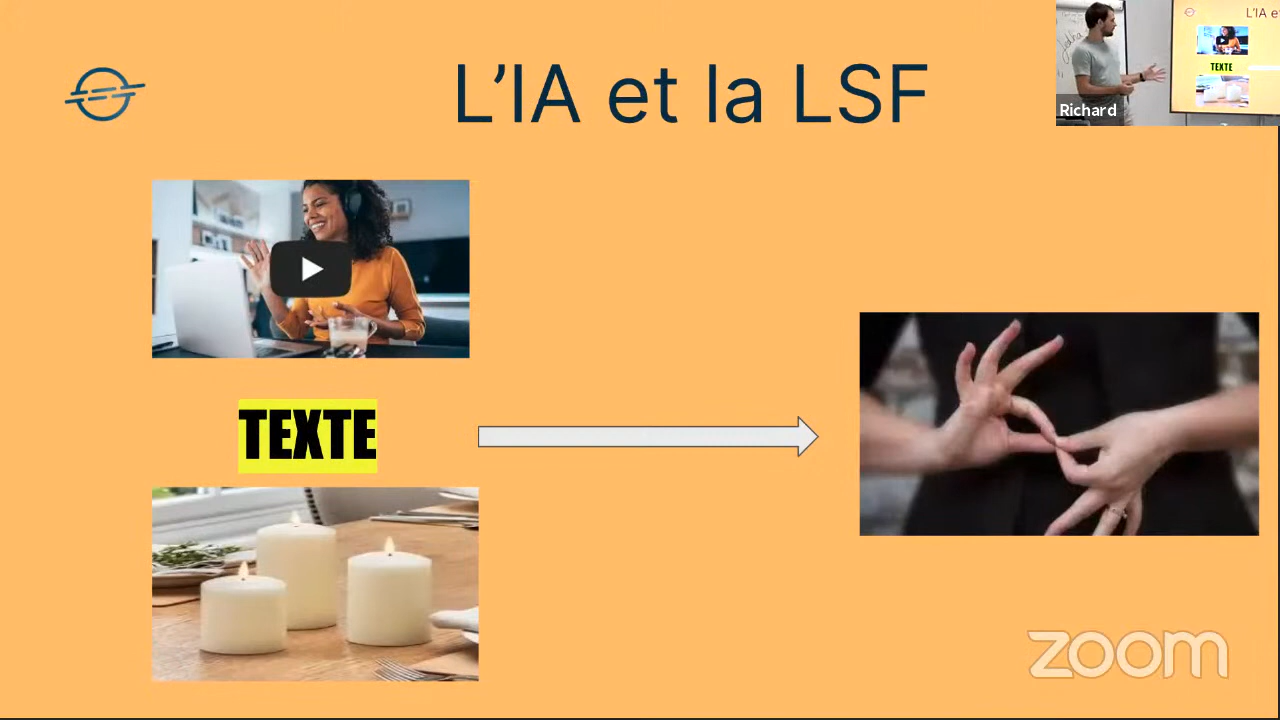 L'IA et la LSF
TEXTE
Richard
L'IA e
TEXTE
zoom